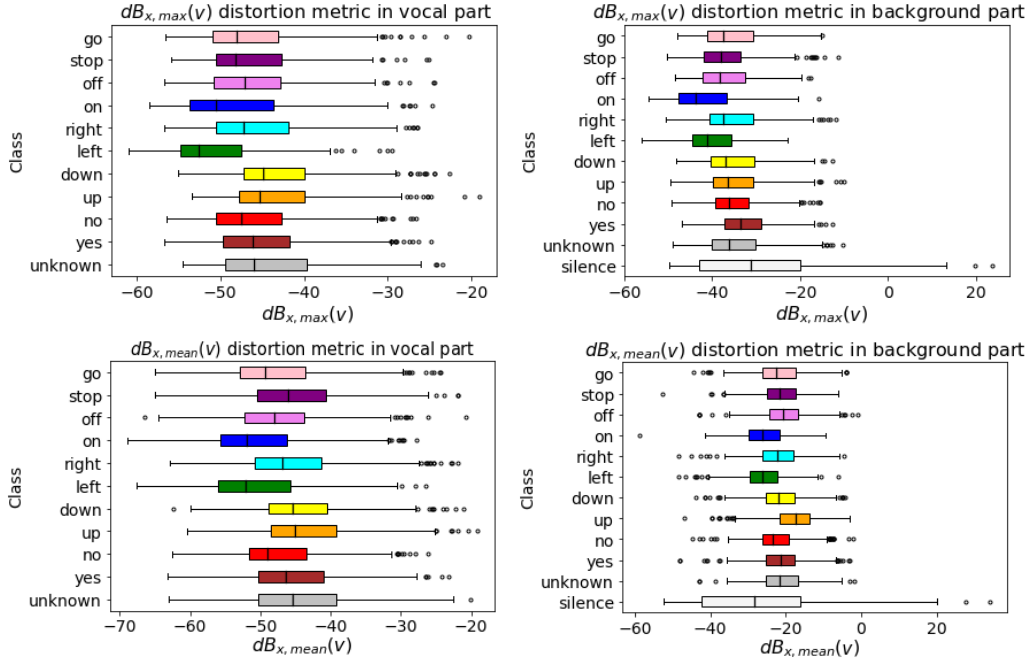 dB_{x,max}(v) distortion metric in vocal part
Class
go
stop
off
on
right
left
down
up
no
yes
unknown
−60 −50 −40 −30 −20
dB_{x,max}(v)
dB_{x,max}(v) distortion metric in background part
Class
go
stop
off
on
right
left
down
up
no
yes
unknown
silence
−60 −40 −20 0 20
dB_{x,max}(v)
dB_{x,mean}(v) distortion metric in vocal part
Class
go
stop
off
on
right
left
down
up
no
yes
unknown
−70 −60 −50 −40 −30 −20
dB_{x,mean}(v)
dB_{x,mean}(v) distortion metric in background part
Class
go
stop
off
on
right
left
down
up
no
yes
unknown
silence
−60 −40 −20 0 20
dB_{x,mean}(v)